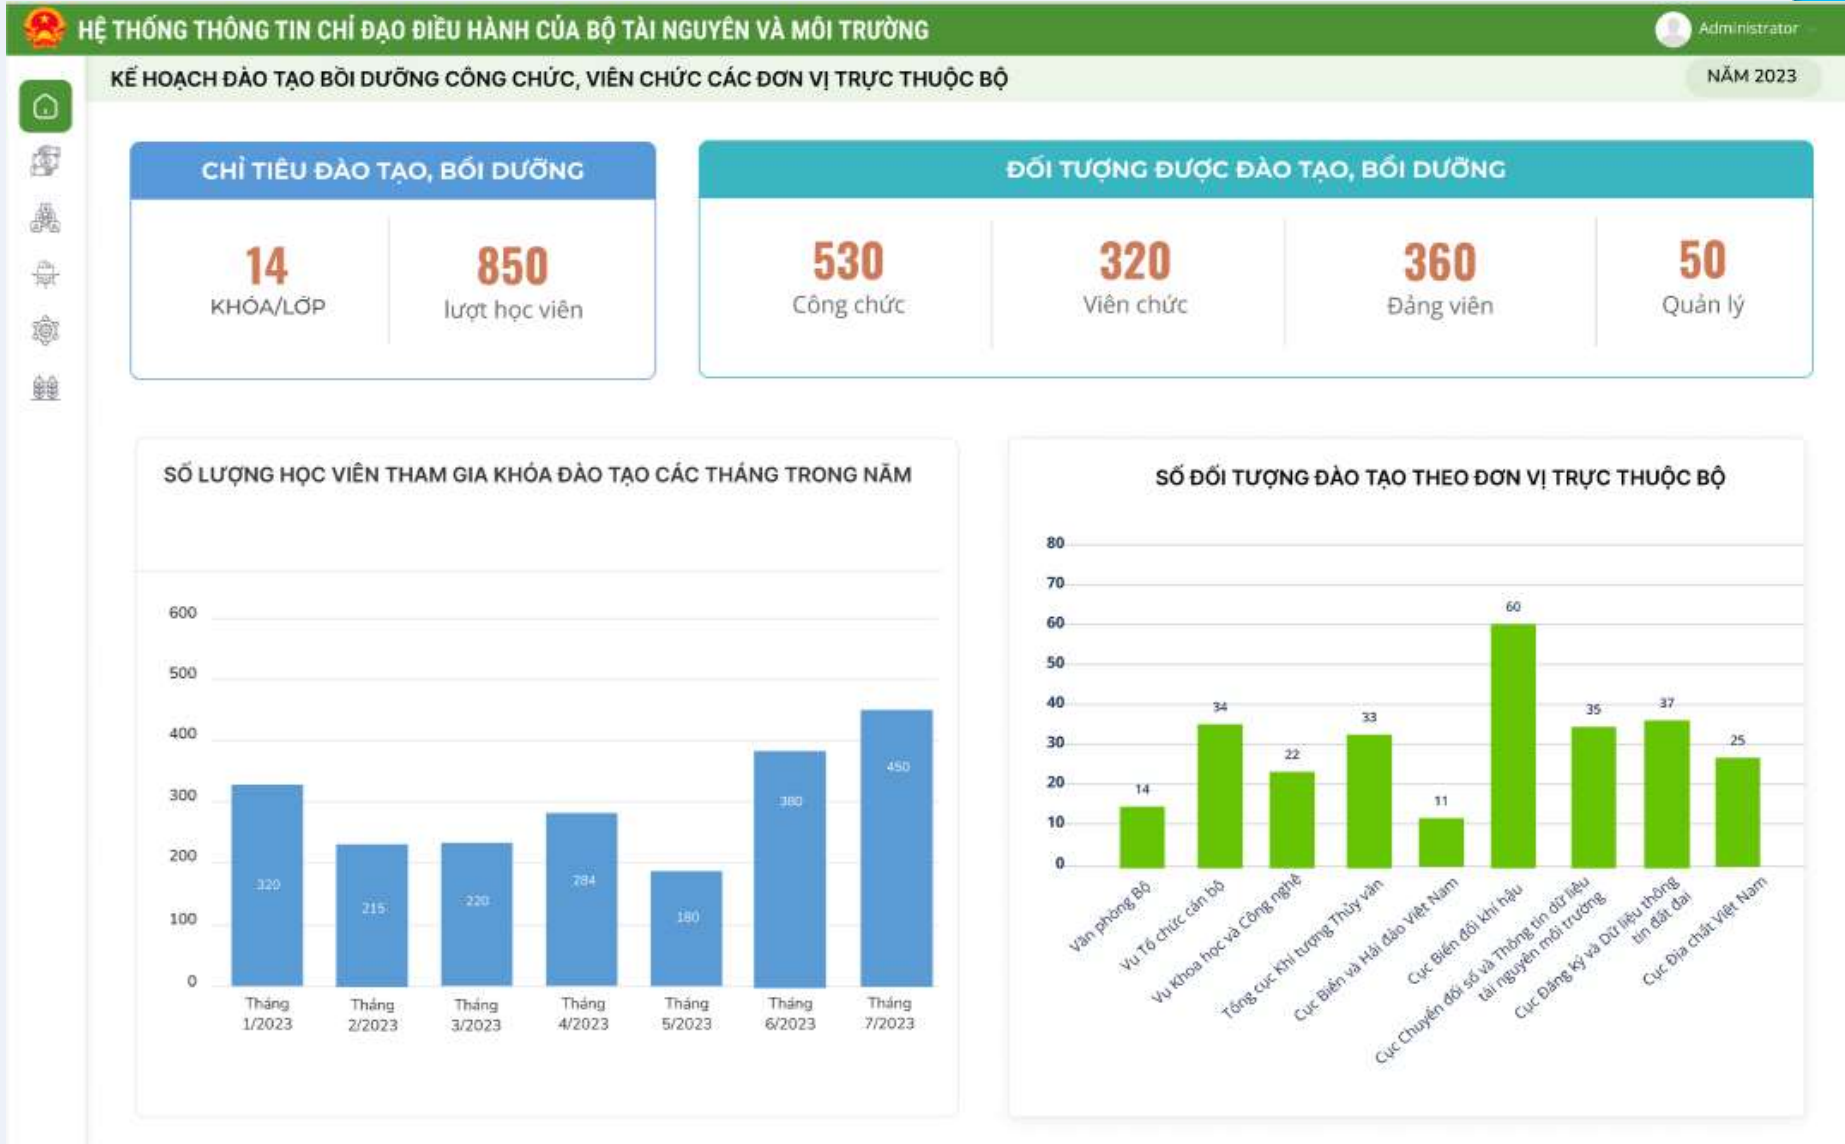 HỆ THỐNG THÔNG TIN CHỈ ĐẠO ĐIỀU HÀNH CỦA BỘ TÀI NGUYÊN VÀ MÔI TRƯỜNG
Administrator
KẾ HOẠCH ĐÀO TẠO BỒI DƯỠNG CÔNG CHỨC, VIÊN CHỨC CÁC ĐƠN VỊ TRỰC THUỘC BỘ
NĂM 2023
CHỈ TIÊU ĐÀO TẠO, BỒI DƯỠNG
14
KHÓA/LỚP
850
lượt học viên
ĐỐI TƯỢNG ĐƯỢC ĐÀO TẠO, BỒI DƯỠNG
530
Công chức
320
Viên chức
360
Đảng viên
50
Quản lý
SỐ LƯỢNG HỌC VIÊN THAM GIA KHÓA ĐÀO TẠO CÁC THÁNG TRONG NĂM
600
500
400
300
200
100
0
320
215
220
284
180
380
450
Tháng
1/2023
Tháng
2/2023
Tháng
3/2023
Tháng
4/2023
Tháng
5/2023
Tháng
6/2023
Tháng
7/2023
SỐ ĐỐI TƯỢNG ĐÀO TẠO THEO ĐƠN VỊ TRỰC THUỘC BỘ
80
70
60
50
40
30
20
10
0
14
34
22
33
11
60
35
37
25
Văn phòng Bộ
Vụ Tổ chức cán bộ
Vụ Khoa học và Công nghệ
Tổng cục Khí tượng Thủy văn
Cục Biển và Hải đảo Việt Nam
Cục Biến đổi khí hậu
Cục Chuyển đổi số và Thông tin dữ liệu
tài nguyên môi trường
Cục Đăng ký và Dữ liệu thông
tin đất đai
Cục Địa chất Việt Nam